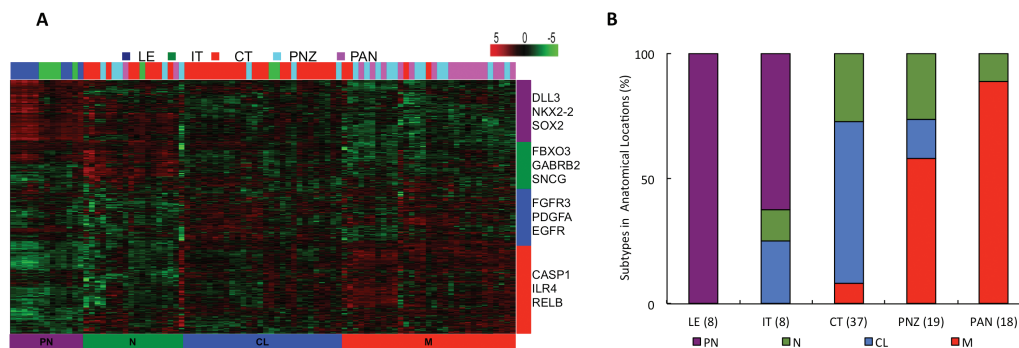 A
B
LE IT CT PNZ PAN
5 0 -5
DLL3
NKX2-2
SOX2
FBXO3
GABRB2
SNCG
FGFR3
PDGFA
EGFR
CASP1
ILR4
RELB
PN N CL M
Subtypes in Anatomical Locations (%)
100
50
0
LE (8) IT (8) CT (37) PNZ (19) PAN (18)
PN N CL M